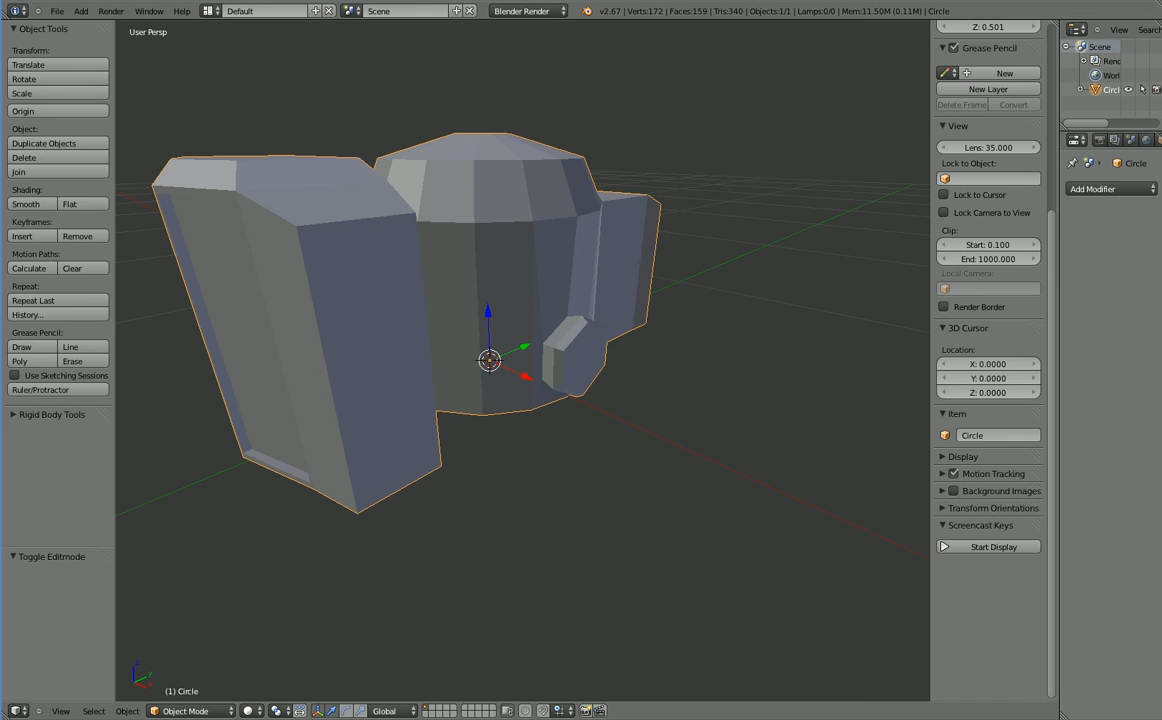 File Add Render Window Help Default Scene Blender Render v2.67 | Verts:172 | Faces:159 | Tris:340 | Objects:1/1 | Lamps:0/0 | Mem:11.50M (0.11M) | Circle
Object Tools
Transform:
Translate
Rotate
Scale
Origin
Object:
Duplicate Objects
Delete
Join
Shading:
Smooth Flat
Keyframes:
Insert Remove
Motion Paths:
Calculate Clear
Repeat:
Repeat Last
History...
Grease Pencil:
Draw Line
Poly Erase
Use Sketching Sessions
Ruler/Protractor
Rigid Body Tools
Toggle Editmode
User Persp
(1) Circle
View Select Object Object Mode Global
Z: 0.501
Grease Pencil
New
New Layer
Delete Frame Convert
View
Lens: 35.000
Lock to Object:
Lock to Cursor
Lock Camera to View
Clip:
Start: 0.100
End: 1000.000
Local Camera:
Render Border
3D Cursor
Location:
X: 0.0000
Y: 0.0000
Z: 0.0000
Item
Circle
Display
Motion Tracking
Background Images
Transform Orientations
Screencast Keys
Start Display
View Search
Scene
Rend
Worl
Circl
Circle
Add Modifier